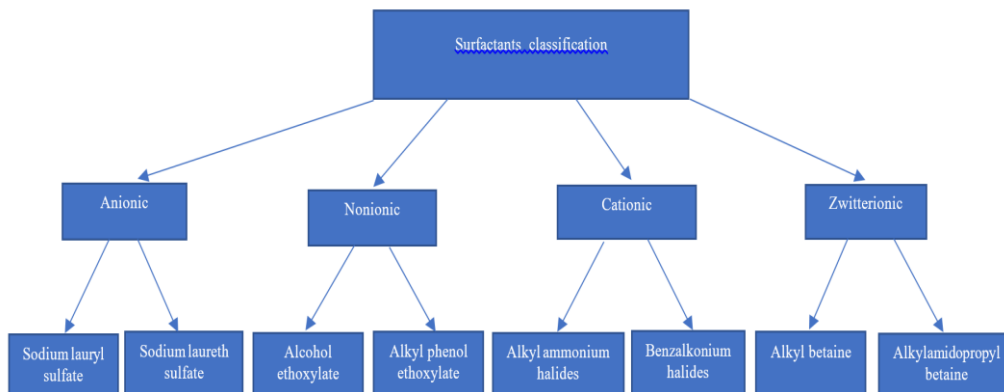 Surfactants classification
Anionic
Nonionic
Cationic
Zwitterionic
Sodium lauryl
sulfate
Sodium laureth
sulfate
Alcohol
ethoxylate
Alkyl phenol
ethoxylate
Alkyl ammonium
halides
Benzalkonium
halides
Alkyl betaine
Alkylamidopropyl
betaine